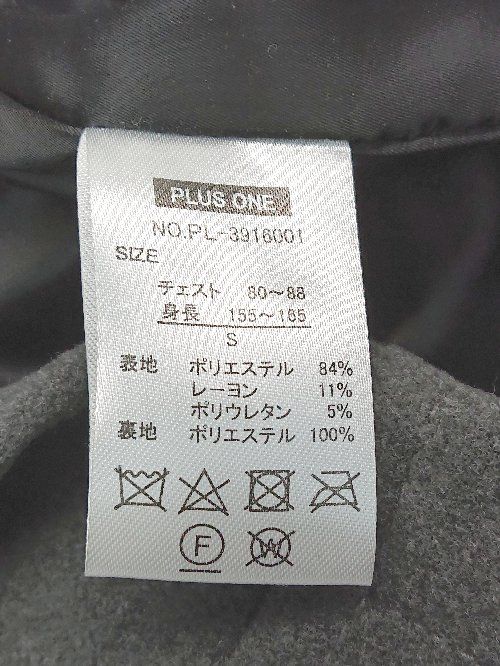 PLUS ONE
NO.PL-3916001
SIZE
チェスト 80〜88
身長 155〜165
S
表地 ポリエステル 84%
レーヨン 11%
ポリウレタン 5%
裏地 ポリエステル 100%
F W